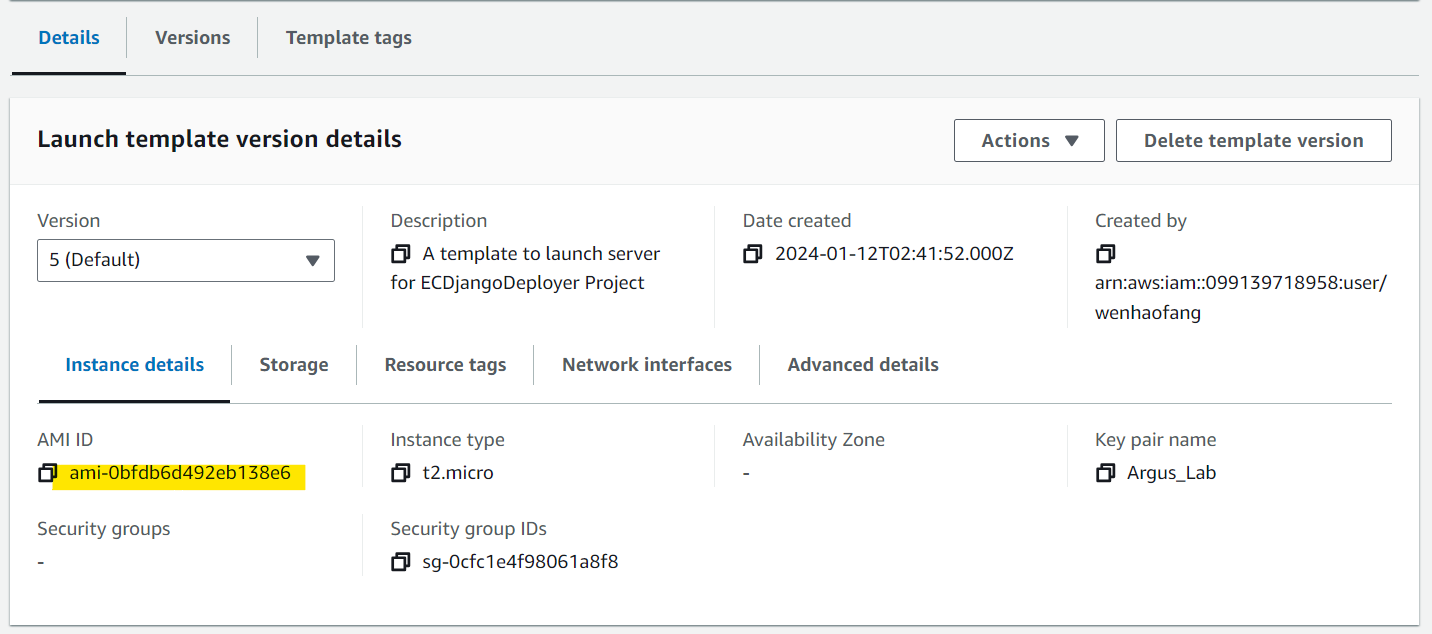 Details
Versions
Template tags
Launch template version details
Actions
Delete template version
Version
5 (Default)
Description
A template to launch server
for ECDjangoDeployer Project
Date created
2024-01-12T02:41:52.000Z
Created by
arn:aws:iam::099139718958:user/
wenhaofang
Instance details
Storage
Resource tags
Network interfaces
Advanced details
AMI ID
ami-0bfdb6d492eb138e6
Instance type
t2.micro
Availability Zone
-
Key pair name
Argus_Lab
Security groups
-
Security group IDs
sg-0cfc1e4f98061a8f8